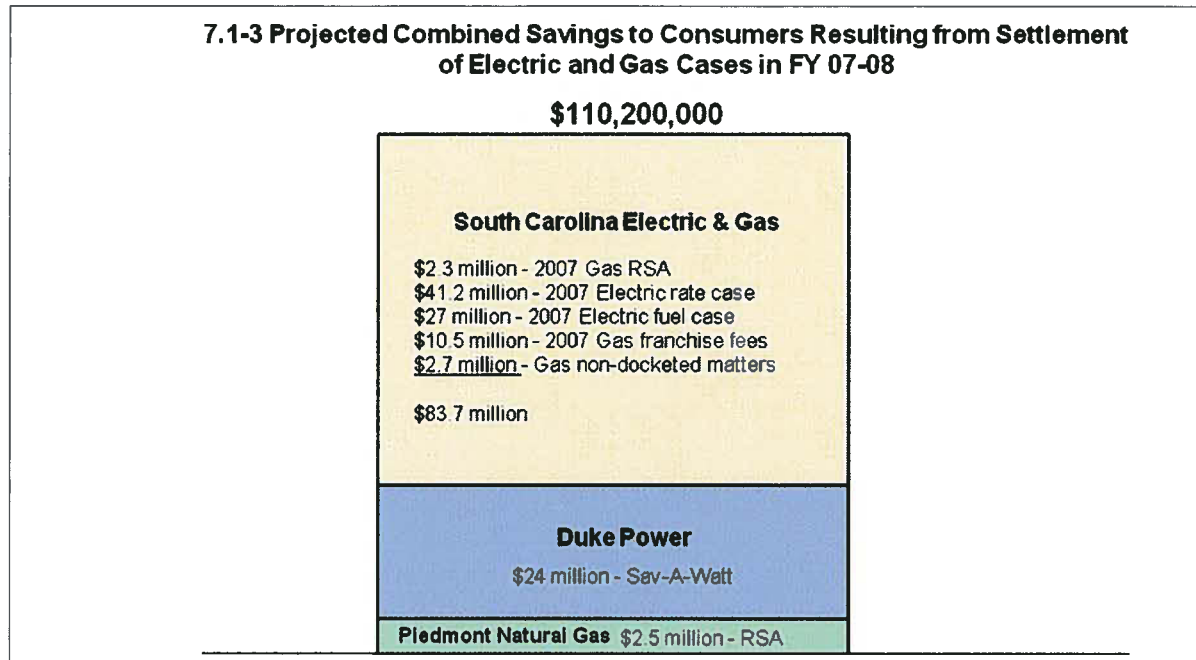 7.1-3 Projected Combined Savings to Consumers Resulting from Settlement
of Electric and Gas Cases in FY 07-08
$110,200,000
South Carolina Electric & Gas
$2.3 million - 2007 Gas RSA
$41.2 million - 2007 Electric rate case
$27 million - 2007 Electric fuel case
$10.5 million - 2007 Gas franchise fees
$2.7 million - Gas non-docketed matters
$83.7 million
Duke Power
$24 million - Sav-A-Watt
Piedmont Natural Gas $2.5 million - RSA